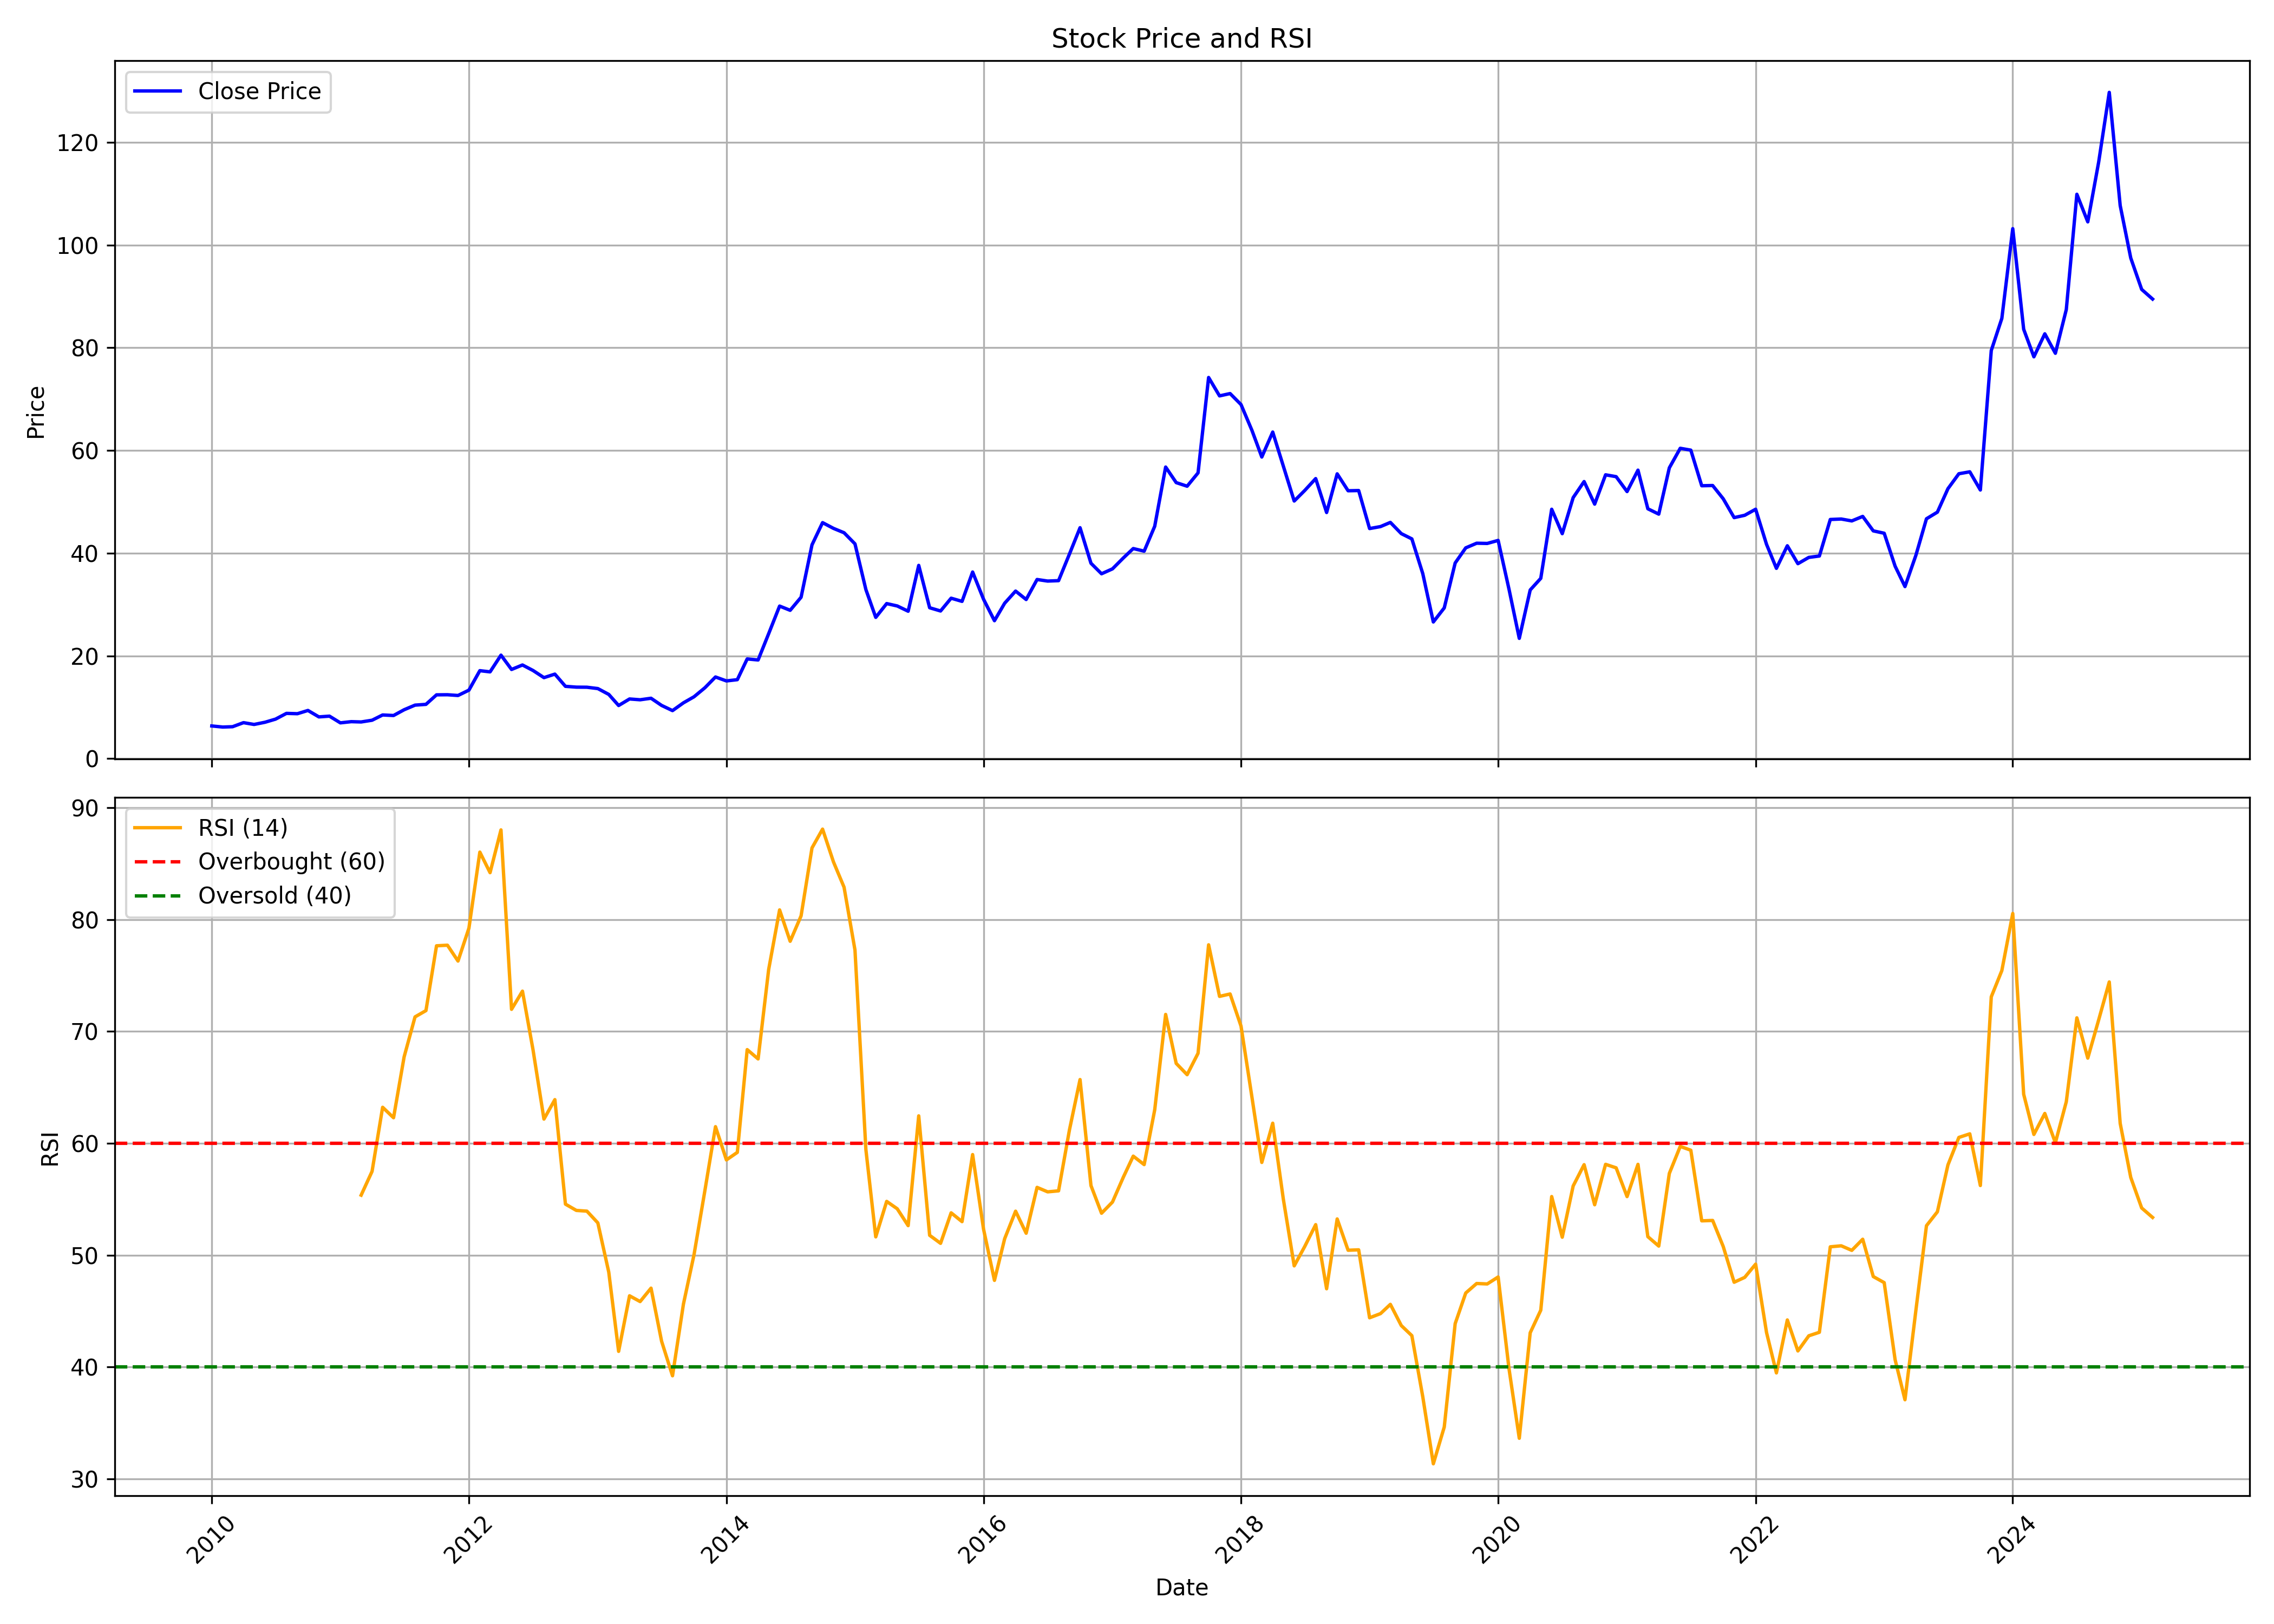 Stock Price and RSI
Close Price
120
100
80
60
40
20
0
Price
90
80
70
60
50
40
30
RSI
RSI (14)
Overbought (60)
Oversold (40)
2010
2012
2014
2016
2018
2020
2022
2024
Date